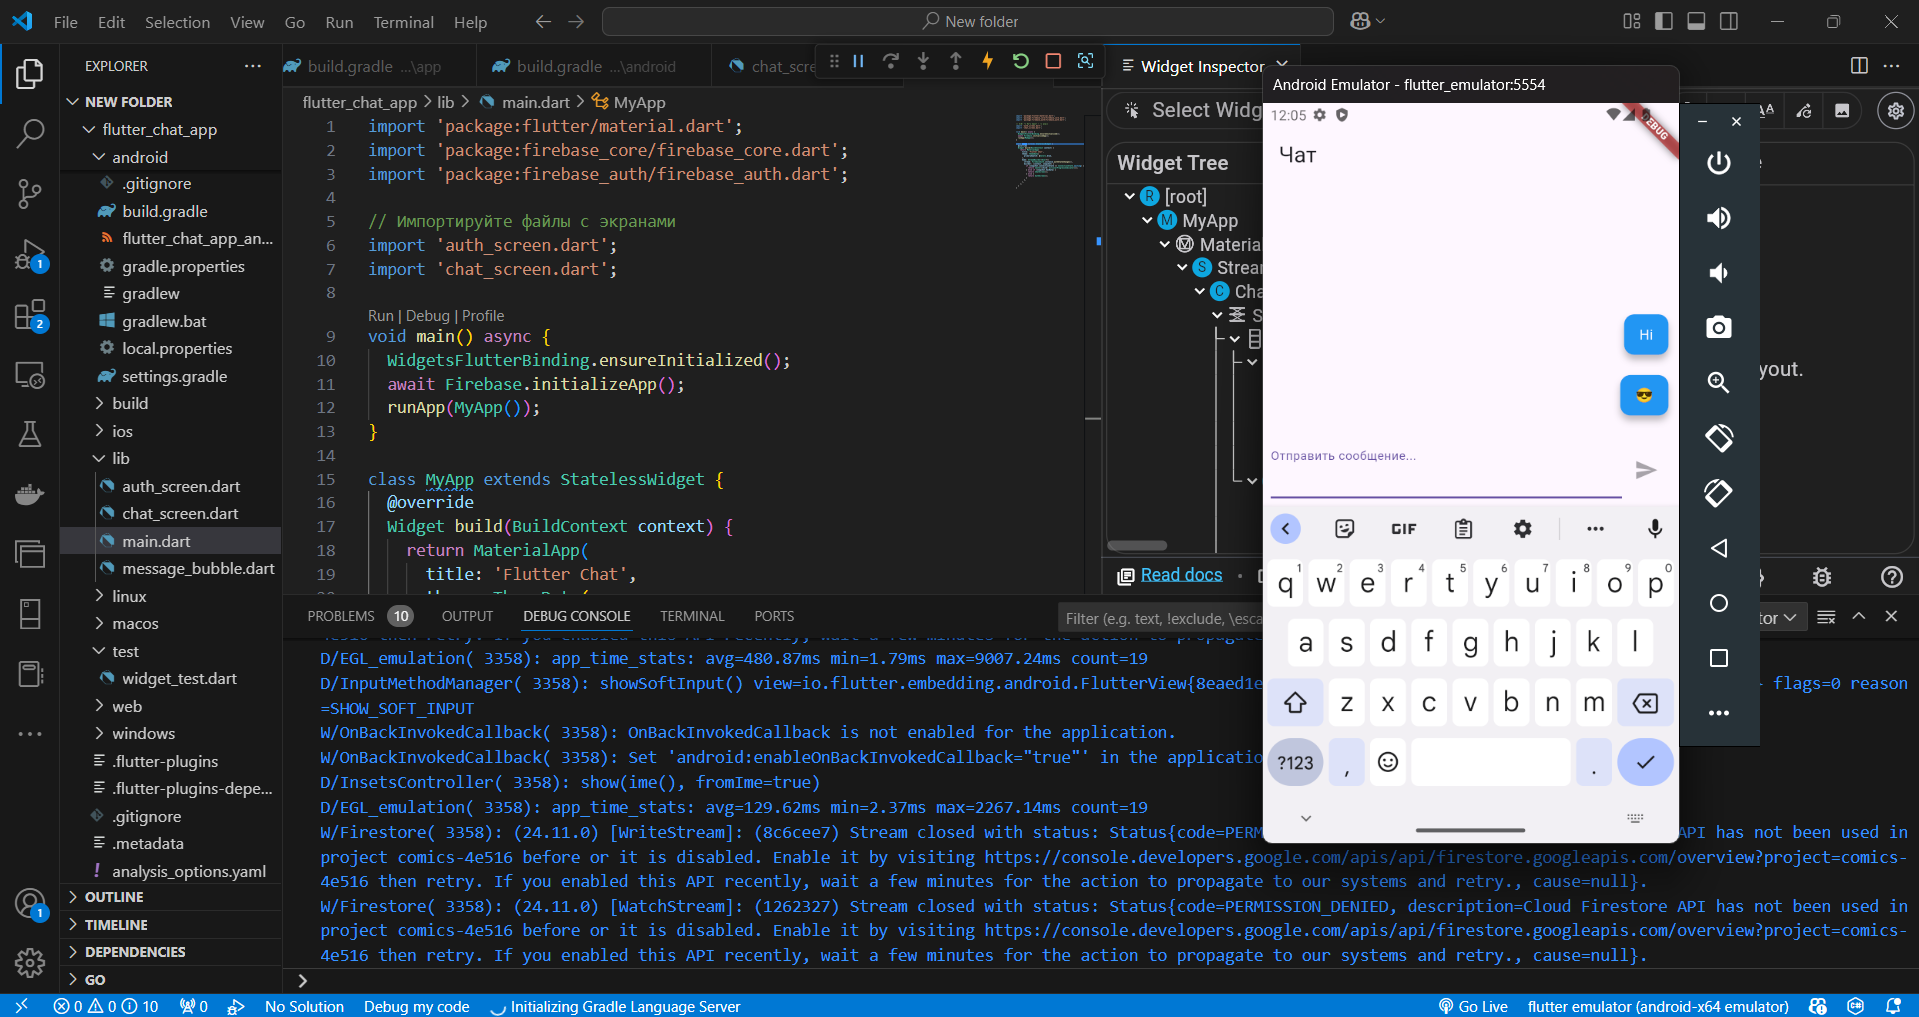 File Edit Selection View Go Run Terminal Help
New folder
EXPLORER
NEW FOLDER
flutter_chat_app
android
.gitignore
build.gradle
flutter_chat_app_an...
gradle.properties
gradlew
gradlew.bat
local.properties
settings.gradle
build
ios
lib
auth_screen.dart
chat_screen.dart
main.dart
message_bubble.dart
linux
macos
test
widget_test.dart
web
windows
.flutter-plugins
.flutter-plugins-depe...
.gitignore
.metadata
analysis_options.yaml
OUTLINE
TIMELINE
DEPENDENCIES
GO
1
2
1
build.gradle ...\app
build.gradle ...\android
chat_scre
flutter_chat_app > lib > main.dart > MyApp
1 import 'package:flutter/material.dart';
2 import 'package:firebase_core/firebase_core.dart';
3 import 'package:firebase_auth/firebase_auth.dart';
4
5 // Импортируйте файлы с экранами
6 import 'auth_screen.dart';
7 import 'chat_screen.dart';
8
Run | Debug | Profile
9 void main() async {
10 WidgetsFlutterBinding.ensureInitialized();
11 await Firebase.initializeApp();
12 runApp(MyApp());
13 }
14
15 class MyApp extends StatelessWidget {
16 @override
17 Widget build(BuildContext context) {
18 return MaterialApp(
19 title: 'Flutter Chat',
Widget Inspector
Select Widg
Widget Tree
[root]
MyApp
Materia
Strea
Cha
S
yout.
Read docs
Android Emulator - flutter_emulator:5554
12:05
DEBUG
Чат
Hi
😎
Отправить сообщение...
GIF
q1 w2 e3 r4 t5 y6 u7 i8 o9 p0
a s d f g h j k l
z x c v b n m
?123 , .
PROBLEMS 10 OUTPUT DEBUG CONSOLE TERMINAL PORTS
Filter (e.g. text, !exclude, \esca
tor
D/EGL_emulation( 3358): app_time_stats: avg=480.87ms min=1.79ms max=9007.24ms count=19
D/InputMethodManager( 3358): showSoftInput() view=io.flutter.embedding.android.FlutterView{8eaed1e flags=0 reason
=SHOW_SOFT_INPUT
W/OnBackInvokedCallback( 3358): OnBackInvokedCallback is not enabled for the application.
W/OnBackInvokedCallback( 3358): Set 'android:enableOnBackInvokedCallback="true"' in the applicatio
D/InsetsController( 3358): show(ime(), fromIme=true)
D/EGL_emulation( 3358): app_time_stats: avg=129.62ms min=2.37ms max=2267.14ms count=19
W/Firestore( 3358): (24.11.0) [WriteStream]: (8c6cee7) Stream closed with status: Status{code=PERM API has not been used in
project comics-4e516 before or it is disabled. Enable it by visiting https://console.developers.google.com/apis/api/firestore.googleapis.com/overview?project=comics-
4e516 then retry. If you enabled this API recently, wait a few minutes for the action to propagate to our systems and retry., cause=null}.
W/Firestore( 3358): (24.11.0) [WatchStream]: (1262327) Stream closed with status: Status{code=PERMISSION_DENIED, description=Cloud Firestore API has not been used in
project comics-4e516 before or it is disabled. Enable it by visiting https://console.developers.google.com/apis/api/firestore.googleapis.com/overview?project=comics-
4e516 then retry. If you enabled this API recently, wait a few minutes for the action to propagate to our systems and retry., cause=null}.
0 0 10 0 No Solution Debug my code Initializing Gradle Language Server Go Live flutter emulator (android-x64 emulator)